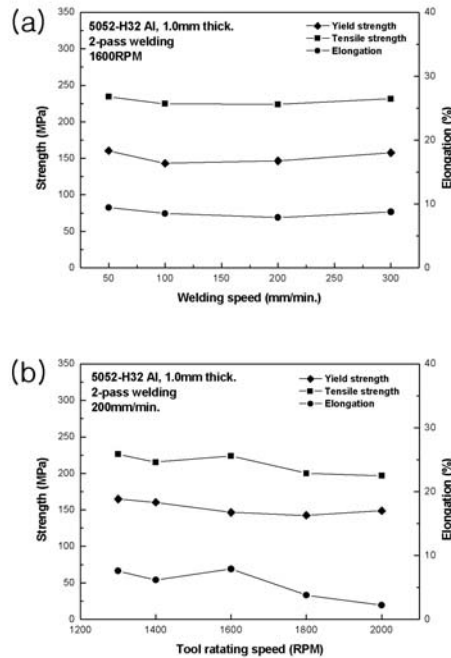 (a)
5052-H32 Al, 1.0mm thick.
2-pass welding
1600RPM
Yield strength
Tensile strength
Elongation
350
300
250
200
150
100
50
0
40
30
20
10
0
Strength (MPa)
Elongation (%)
50 100 150 200 250 300
Welding speed (mm/min.)
(b)
5052-H32 Al, 1.0mm thick.
2-pass welding
200mm/min.
Yield strength
Tensile strength
Elongation
350
300
250
200
150
100
50
0
40
30
20
10
0
Strength (MPa)
Elongation (%)
1200 1400 1600 1800 2000
Tool ratating speed (RPM)